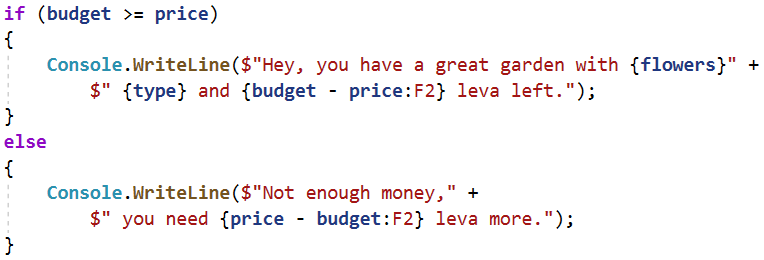 if (budget >= price)
{
    Console.WriteLine($"Hey, you have a great garden with {flowers}" +
        $" {type} and {budget - price:F2} leva left.");
}
else
{
    Console.WriteLine($"Not enough money," +
        $" you need {price - budget:F2} leva more.");
}